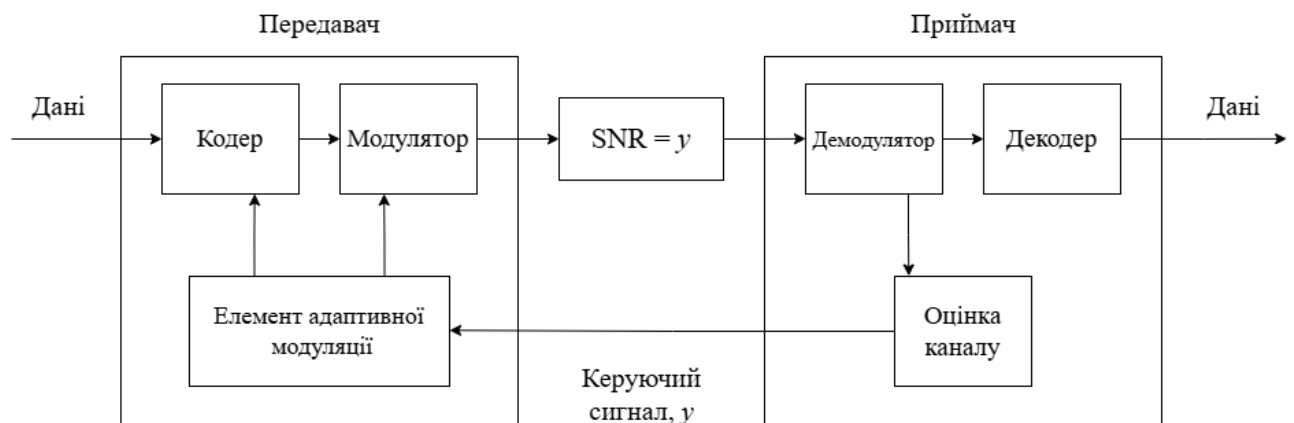 Передавач
Приймач
Дані
Кодер
Модулятор
SNR = y
Демодулятор
Декодер
Дані
Елемент адаптивної
модуляції
Оцінка
каналу
Керуючий
сигнал, y